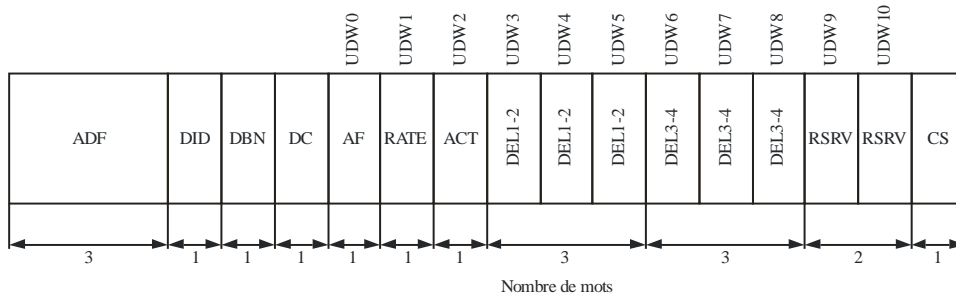 UDW0 UDW1 UDW2 UDW3 UDW4 UDW5 UDW6 UDW7 UDW8 UDW9 UDW10
ADF DID DBN DC AF RATE ACT DEL1-2 DEL1-2 DEL1-2 DEL3-4 DEL3-4 DEL3-4 RSRV RSRV CS
3 1 1 1 1 1 1 3 3 2 1
Nombre de mots